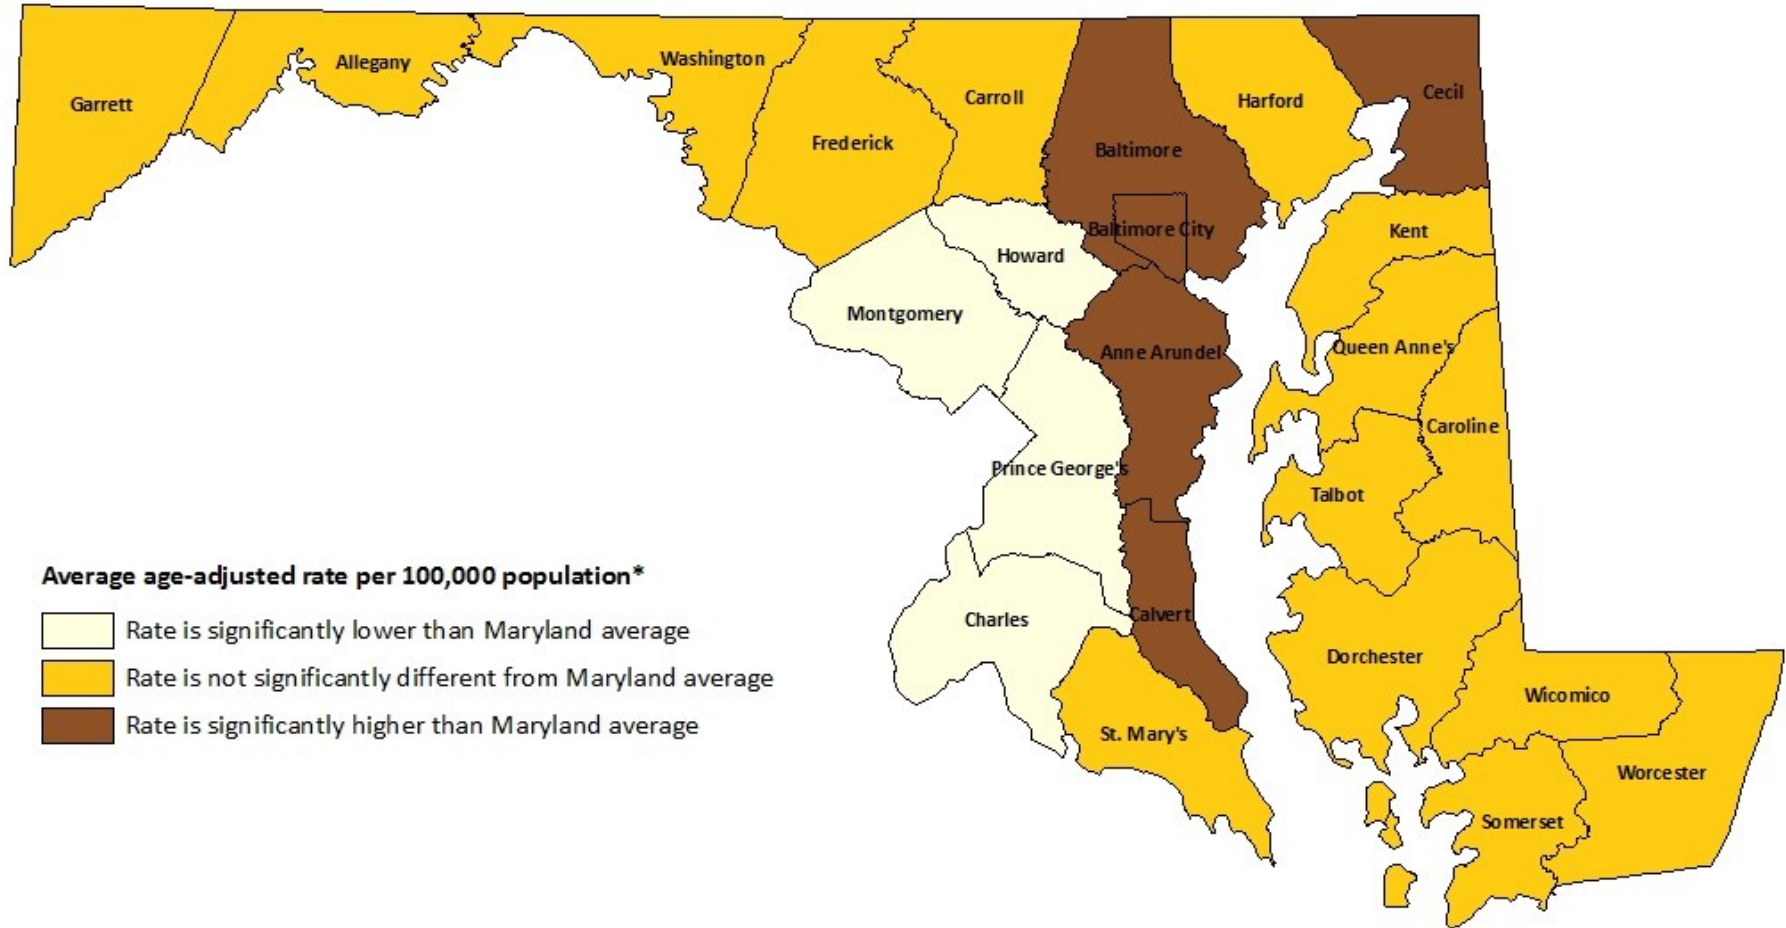 Garrett
Allegany
Washington
Frederick
Carroll
Baltimore
Harford
Cecil
Baltimore City
Howard
Montgomery
Kent
Anne Arundel
Queen Anne's
Caroline
Prince George's
Talbot
Charles
Calvert
Dorchester
Wicomico
St. Mary's
Worcester
Somerset
Average age-adjusted rate per 100,000 population*
Rate is significantly lower than Maryland average
Rate is not significantly different from Maryland average
Rate is significantly higher than Maryland average